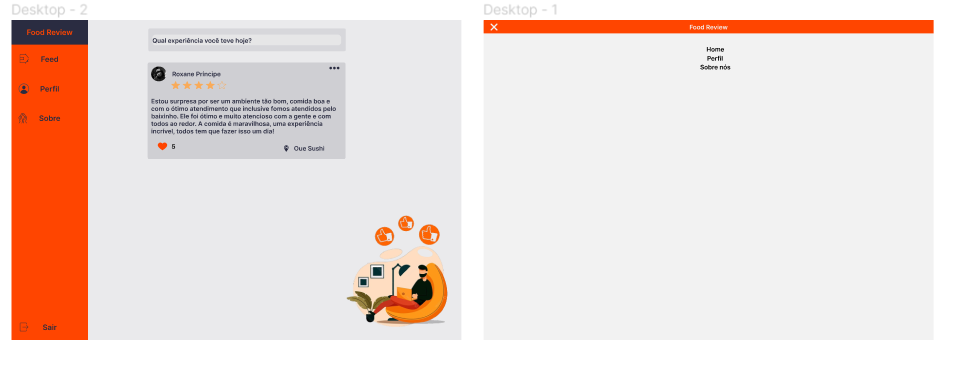 Desktop - 2
Food Review
Feed
Perfil
Sobre
Sair
Qual experiência você teve hoje?
Roxane Príncipe
Estou surpresa por ser um ambiente tão bom, comida boa e
com o ótimo atendimento que inclusive fomos atendidos pelo
baixinho. Ele foi ótimo e muito atencioso com a gente e com
todos ao redor. A comida é maravilhosa, uma experiência
incrível, todos tem que fazer isso um dia!
5
Oue Sushi
Desktop - 1
Food Review
Home
Perfil
Sobre nós